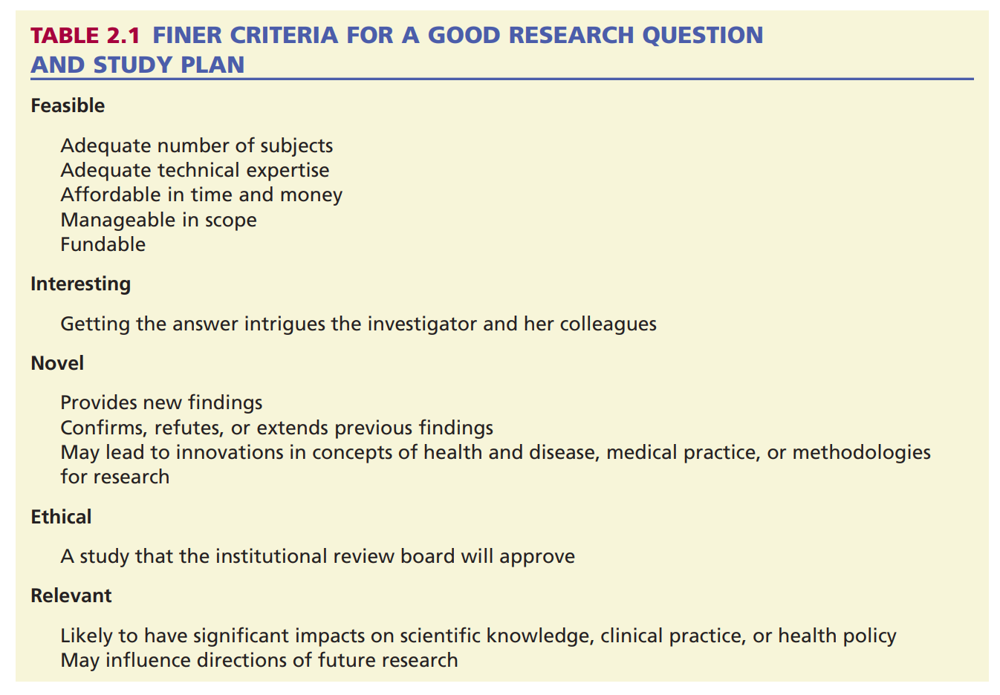 TABLE 2.1 FINER CRITERIA FOR A GOOD RESEARCH QUESTION
AND STUDY PLAN
Feasible
Adequate number of subjects
Adequate technical expertise
Affordable in time and money
Manageable in scope
Fundable
Interesting
Getting the answer intrigues the investigator and her colleagues
Novel
Provides new findings
Confirms, refutes, or extends previous findings
May lead to innovations in concepts of health and disease, medical practice, or methodologies
for research
Ethical
A study that the institutional review board will approve
Relevant
Likely to have significant impacts on scientific knowledge, clinical practice, or health policy
May influence directions of future research